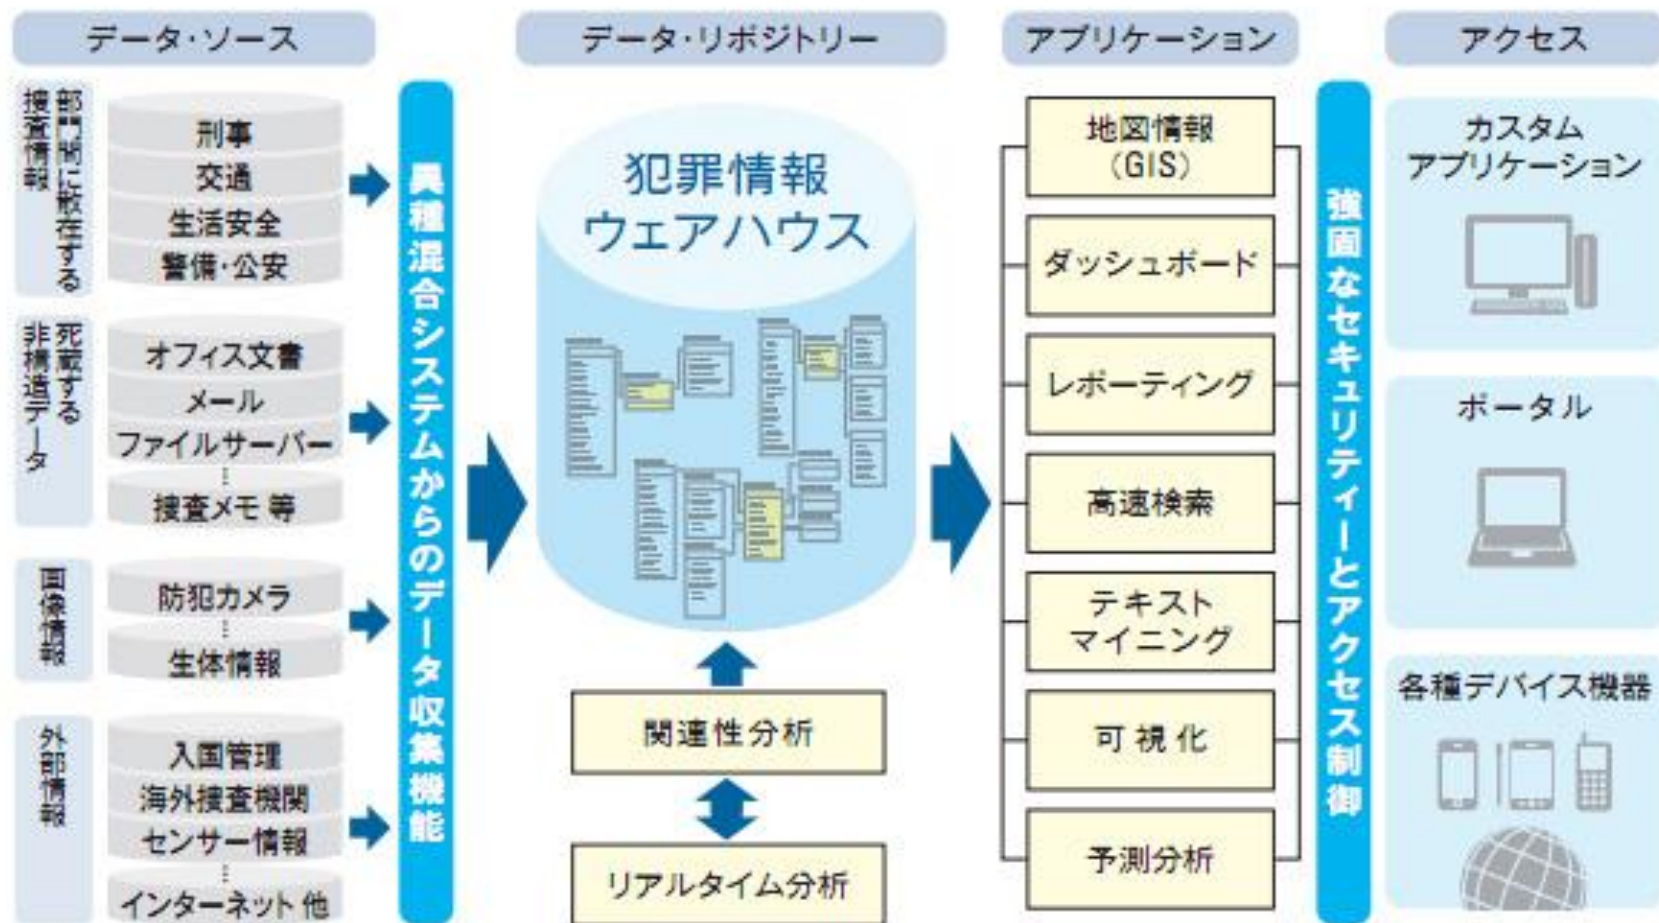 データ・ソース
データ・リポジトリー
アプリケーション
アクセス
部門間に散在する
捜査情報
刑事
交通
生活安全
警備・公安
死蔵する
非構造データ
オフィス文書
メール
ファイルサーバー
捜査メモ 等
画像情報
防犯カメラ
生体情報
外部情報
入国管理
海外捜査機関
センサー情報
インターネット 他
異種混合システムからのデータ収集機能
犯罪情報
ウェアハウス
関連性分析
リアルタイム分析
地図情報
(GIS)
ダッシュボード
レポーティング
高速検索
テキスト
マイニング
可視化
予測分析
強固なセキュリティーとアクセス制御
カスタム
アプリケーション
ポータル
各種デバイス機器